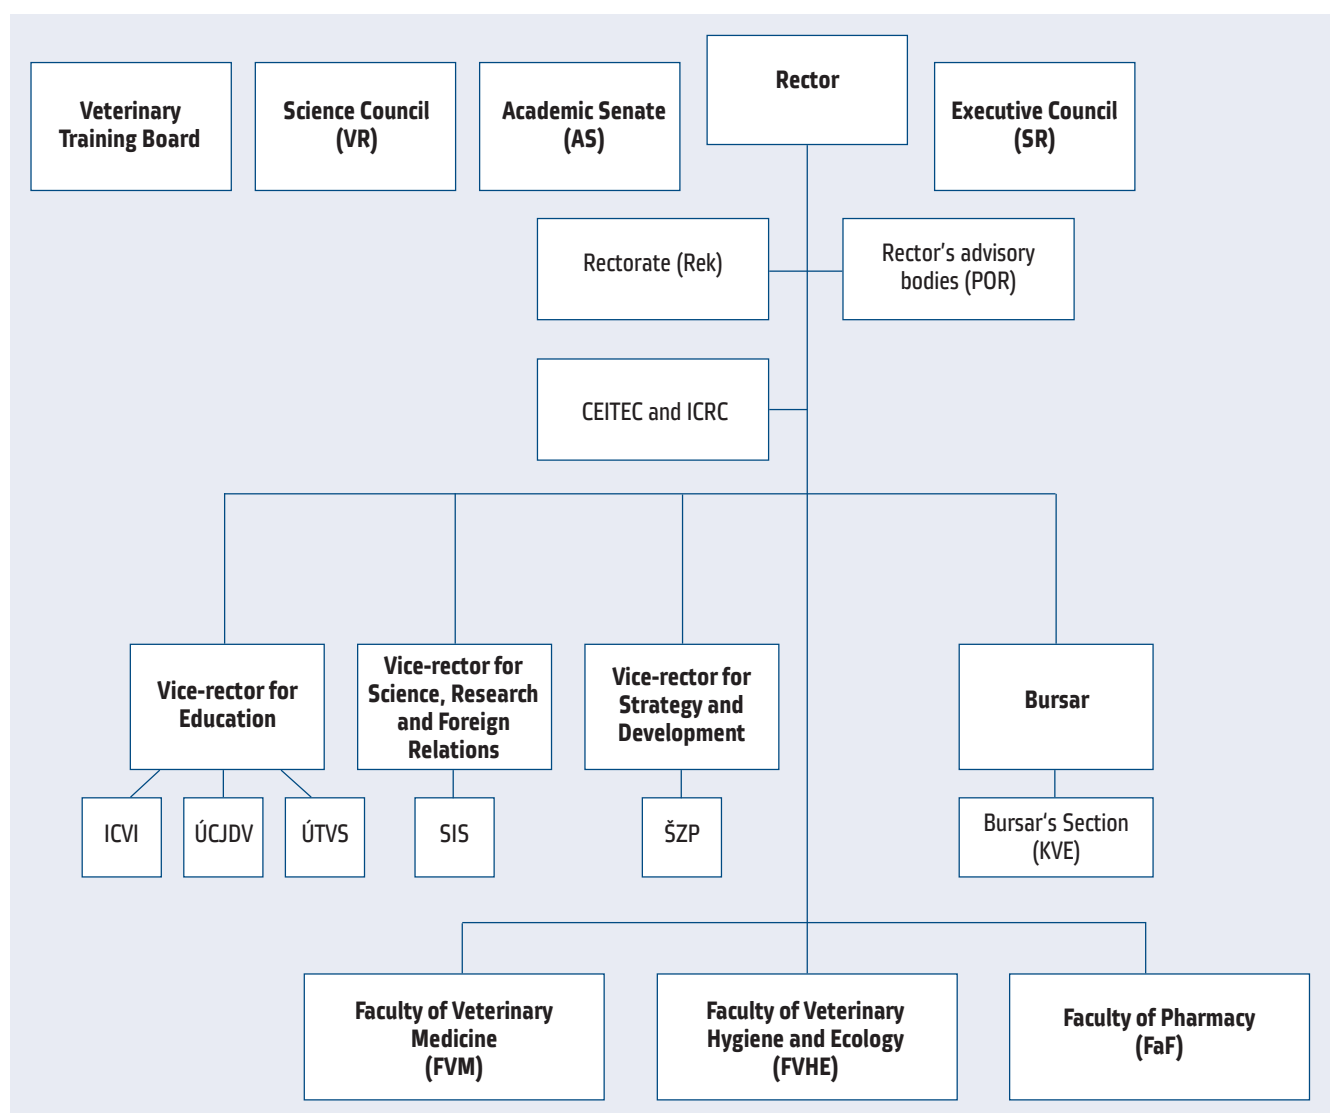 Veterinary
Training Board
Science Council
(VR)
Academic Senate
(AS)
Rector
Executive Council
(SR)
Rectorate (Rek)
Rector’s advisory
bodies (POR)
CEITEC and ICRC
Vice-rector for
Education
Vice-rector for
Science, Research
and Foreign
Relations
Vice-rector for
Strategy and
Development
Bursar
ICVI
ÚCJDV
ÚTVS
SIS
ŠZP
Bursar‘s Section
(KVE)
Faculty of Veterinary
Medicine
(FVM)
Faculty of Veterinary
Hygiene and Ecology
(FVHE)
Faculty of Pharmacy
(FaF)